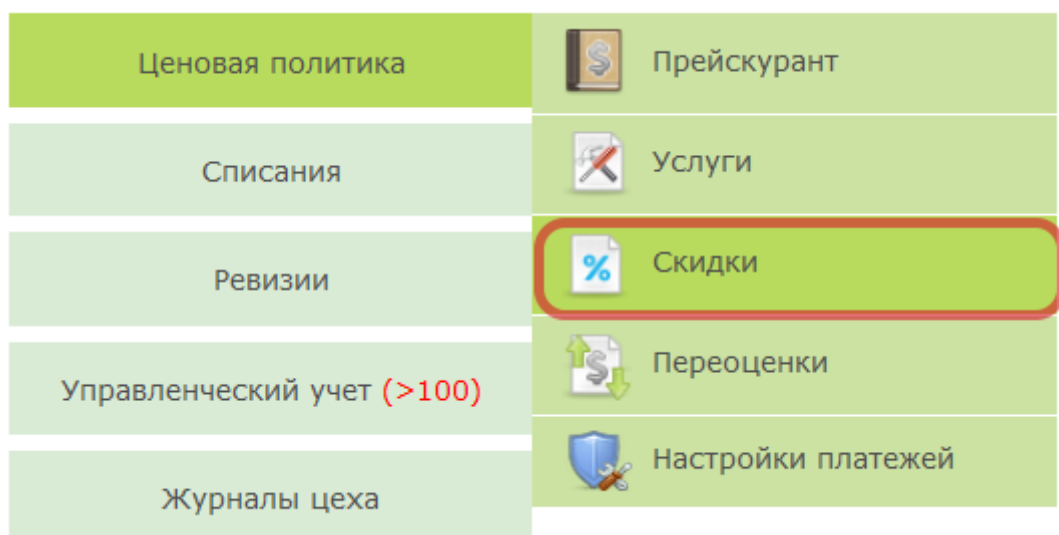 Ценовая политика
Списания
Ревизии
Управленческий учет (>100)
Журналы цеха
Прейскурант
Услуги
Скидки
Переоценки
Настройки платежей